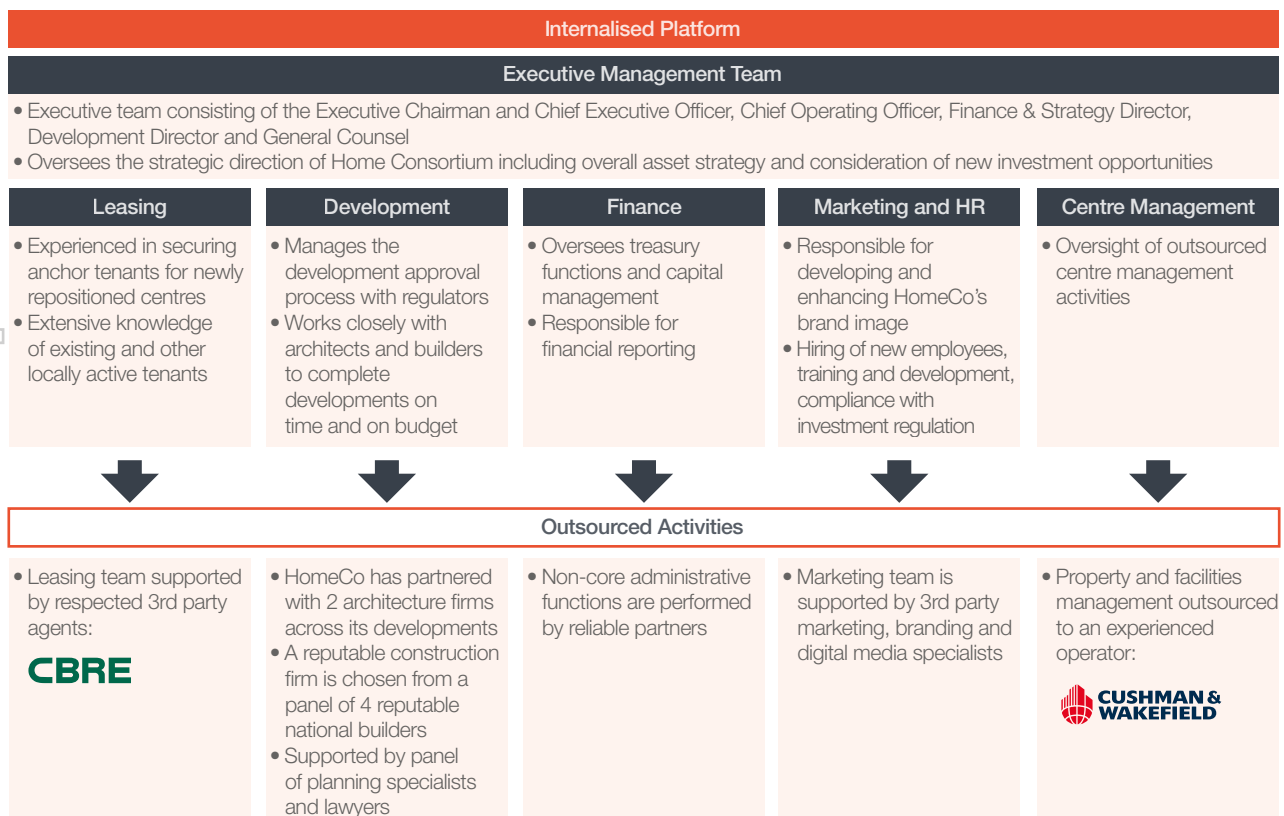 Internalised Platform
Executive Management Team
• Executive team consisting of the Executive Chairman and Chief Executive Officer, Chief Operating Officer, Finance & Strategy Director,
Development Director and General Counsel
• Oversees the strategic direction of Home Consortium including overall asset strategy and consideration of new investment opportunities
Leasing
• Experienced in securing
anchor tenants for newly
repositioned centres
• Extensive knowledge
of existing and other
locally active tenants
Development
• Manages the
development approval
process with regulators
• Works closely with
architects and builders
to complete
developments on
time and on budget
Finance
• Oversees treasury
functions and capital
management
• Responsible for
financial reporting
Marketing and HR
• Responsible for
developing and
enhancing HomeCo’s
brand image
• Hiring of new employees,
training and development,
compliance with
investment regulation
Centre Management
• Oversight of outsourced
centre management
activities
Outsourced Activities
• Leasing team supported
by respected 3rd party
agents:
CBRE
• HomeCo has partnered
with 2 architecture firms
across its developments
• A reputable construction
firm is chosen from a
panel of 4 reputable
national builders
• Supported by panel
of planning specialists
and lawyers
• Non-core administrative
functions are performed
by reliable partners
• Marketing team is
supported by 3rd party
marketing, branding and
digital media specialists
• Property and facilities
management outsourced
to an experienced
operator:
CUSHMAN &
WAKEFIELD